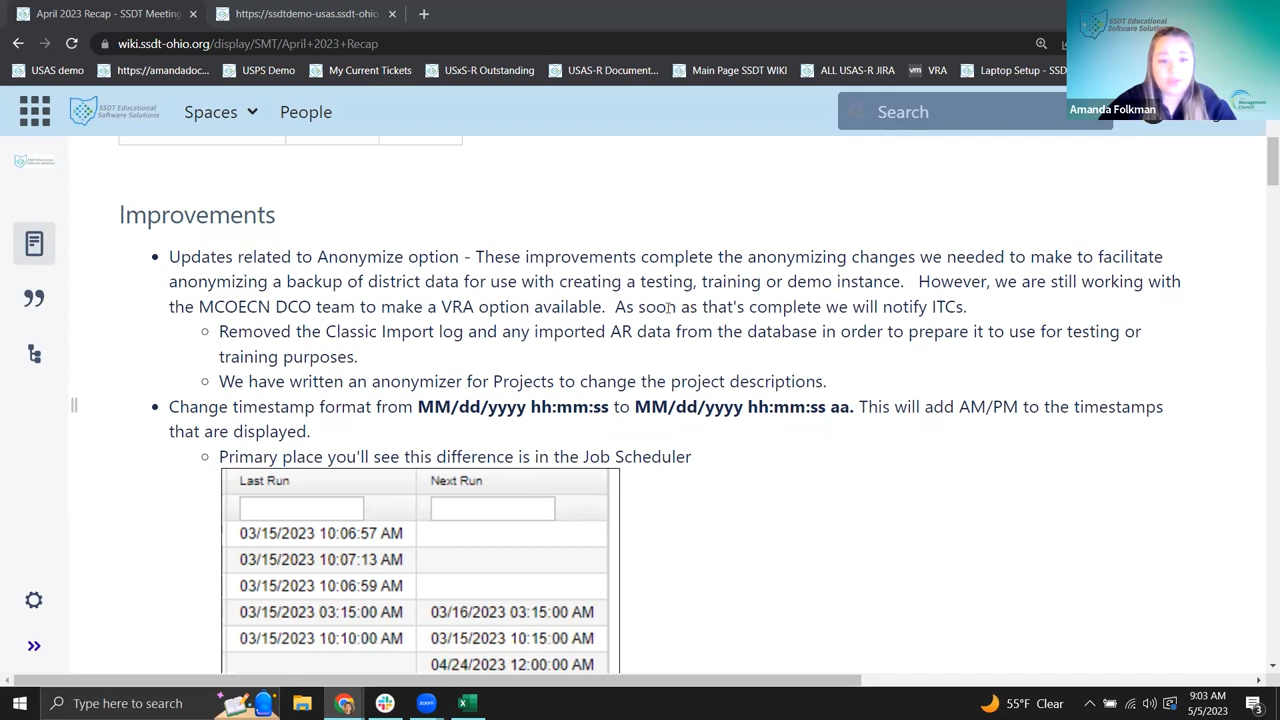 April 2023 Recap - SSDT Meeting
https://ssdtdemo-usas.ssdt-ohio.
wiki.ssdt-ohio.org/display/SMT/April+2023+Recap
USAS demo
https://amandadoc...
USPS Demo
My Current Tickets
USxS-R Outstanding
USAS-R Document...
Main Page SSDT WIKI
ALL USAS-R JIRA
vm VRA
Laptop Setup - SSD
SSDT Educational
Software Solutions
Management
Council
Amanda Folkman
SSDT Educational
Software Solutions
Spaces
People
Search
Improvements
Updates related to Anonymize option - These improvements complete the anonymizing changes we needed to make to facilitate
anonymizing a backup of district data for use with creating a testing, training or demo instance. However, we are still working with
the MCOECN DCO team to make a VRA option available. As soon as that's complete we will notify ITCs.
Removed the Classic Import log and any imported AR data from the database in order to prepare it to use for testing or
training purposes.
We have written an anonymizer for Projects to change the project descriptions.
Change timestamp format from MM/dd/yyyy hh:mm:ss to MM/dd/yyyy hh:mm:ss aa. This will add AM/PM to the timestamps
that are displayed.
Primary place you'll see this difference is in the Job Scheduler
Last Run Next Run
03/15/2023 10:06:57 AM
03/15/2023 10:07:13 AM
03/15/2023 10:06:59 AM
03/15/2023 03:15:00 AM 03/16/2023 03:15:00 AM
03/15/2023 10:10:00 AM 03/15/2023 10:15:00 AM
04/24/2023 12:00:00 AM
Type here to search
zoom
55°F Clear
9:03 AM
5/5/2023
3